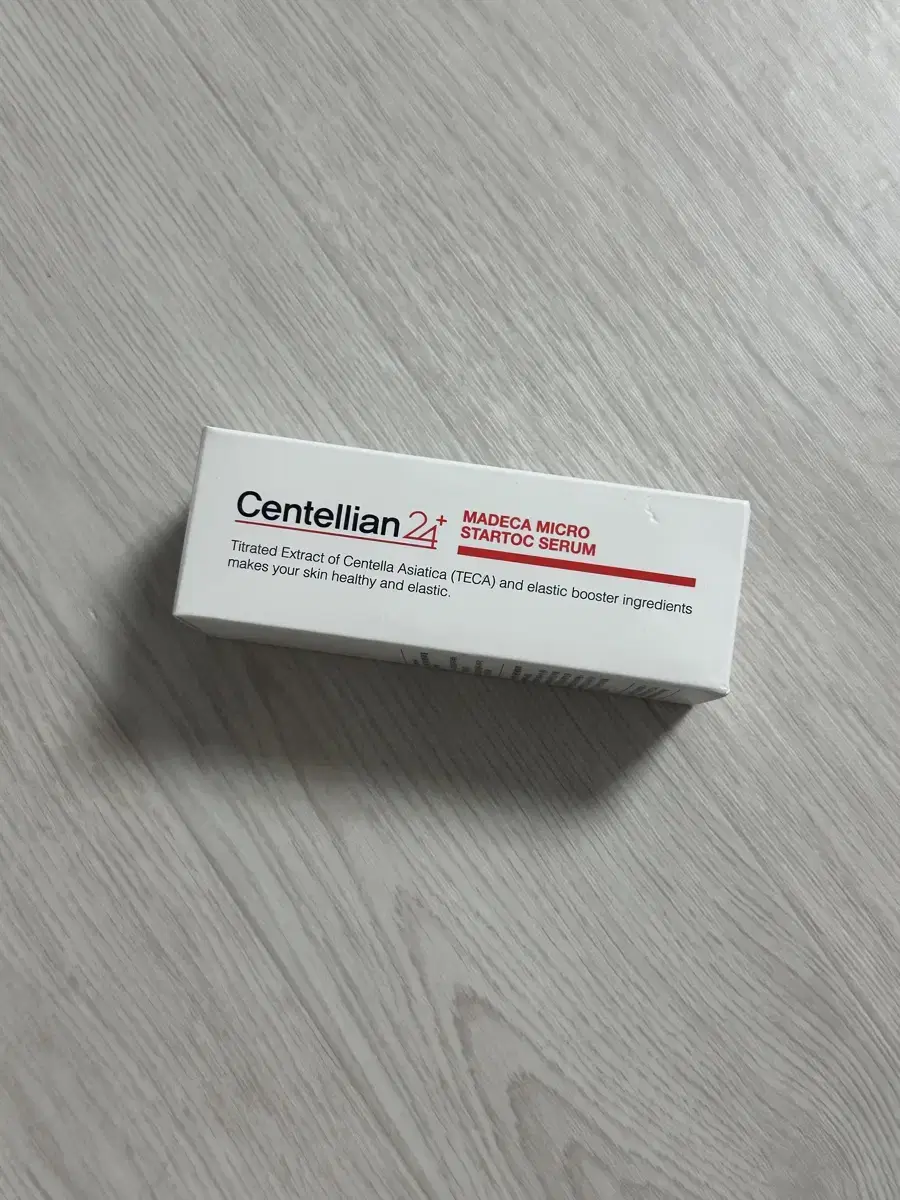 Centellian24+
MADECA MICRO
STARTOC SERUM
Titrated Extract of Centella Asiatica (TECA) and elastic booster ingredients
makes your skin healthy and elastic.